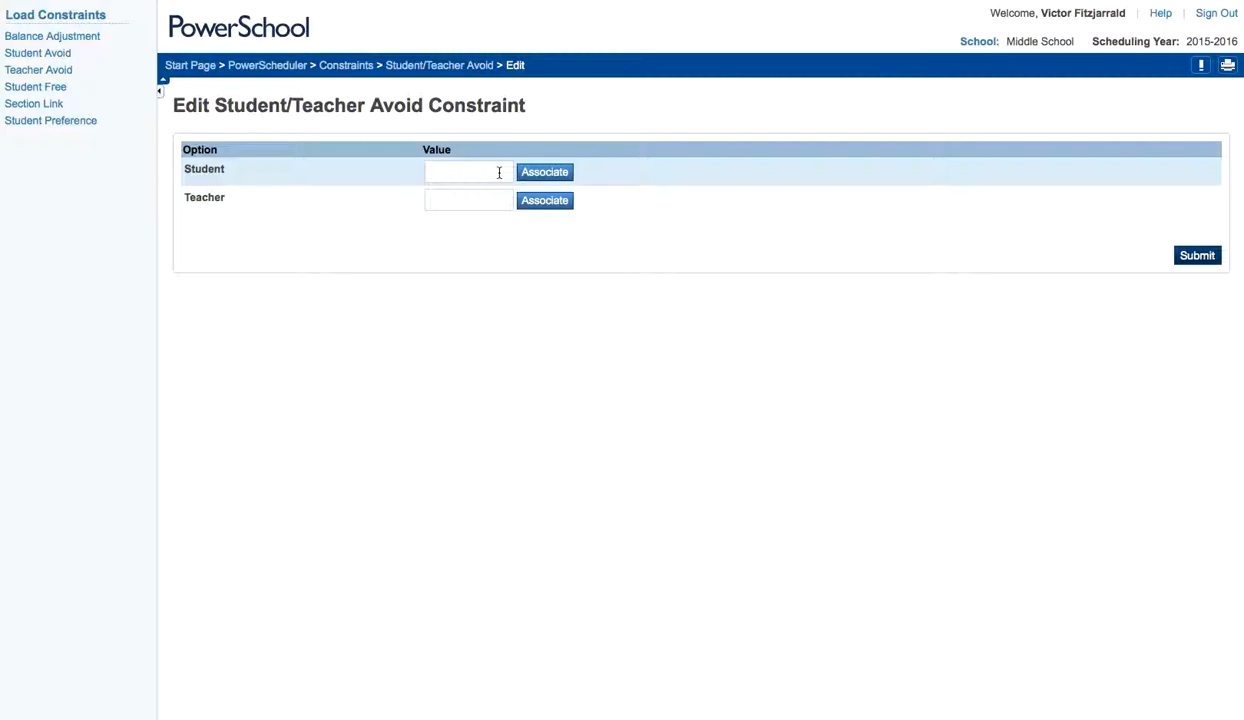 Load Constraints
Balance Adjustment
Student Avoid
Teacher Avoid
Student Free
Section Link
Student Preference
PowerSchool
Welcome, Victor Fitzjarrald | Help | Sign Out
School: Middle School Scheduling Year: 2015-2016
Start Page > PowerScheduler > Constraints > Student/Teacher Avoid > Edit
Edit Student/Teacher Avoid Constraint
Option Value
Student Associate
Teacher Associate
Submit